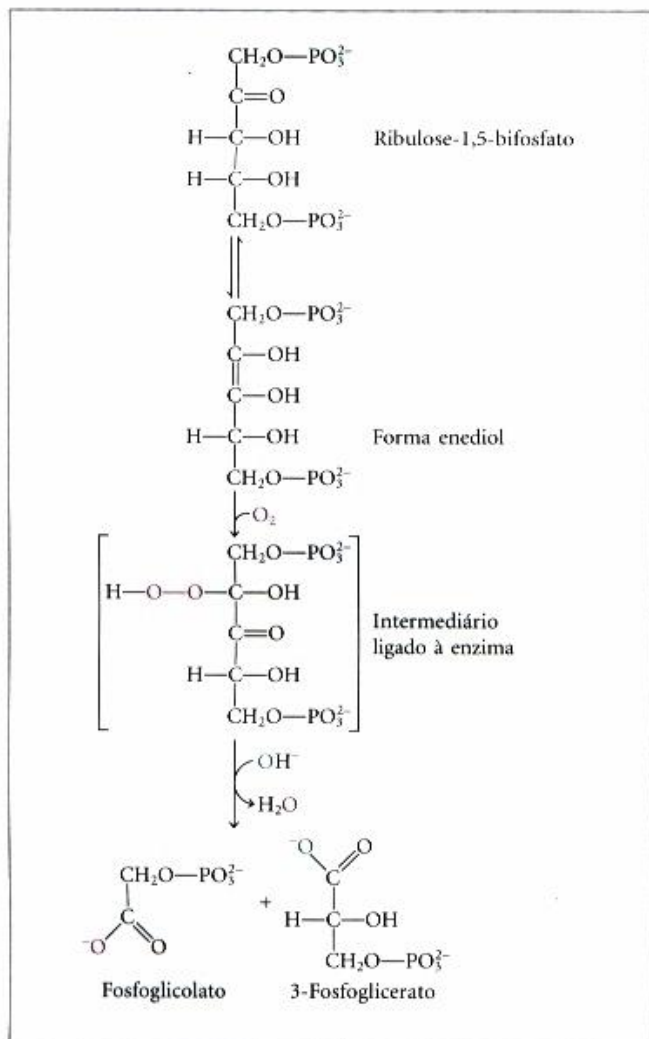 CH₂O—PO₃²⁻
C=O
H—C—OH Ribulose-1,5-bifosfato
H—C—OH
CH₂O—PO₃²⁻
CH₂O—PO₃²⁻
C—OH
C—OH
H—C—OH Forma enediol
CH₂O—PO₃²⁻
O₂
CH₂O—PO₃²⁻
H—O—O—C—OH Intermediário
C=O ligado à enzima
H—C—OH
CH₂O—PO₃²⁻
OH⁻
H₂O
⁻O O
CH₂O—PO₃²⁻ C
C + H—C—OH
⁻O O CH₂O—PO₃²⁻
Fosfoglicolato 3-Fosfoglicerato